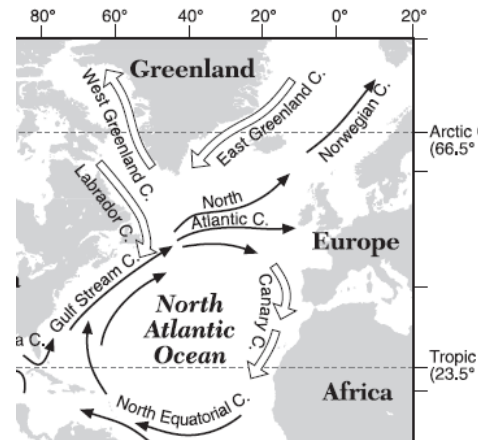 80° 60° 40° 20° 0° 20°
Greenland
West Greenland C.
East Greenland C.
Norwegian C.
Arctic
(66.5°
Labrador C.
North
Atlantic C.
Europe
Gulf Stream C.
Canary C.
North
Atlantic
Ocean
a C.
Tropic
(23.5°
North Equatorial C.
Africa